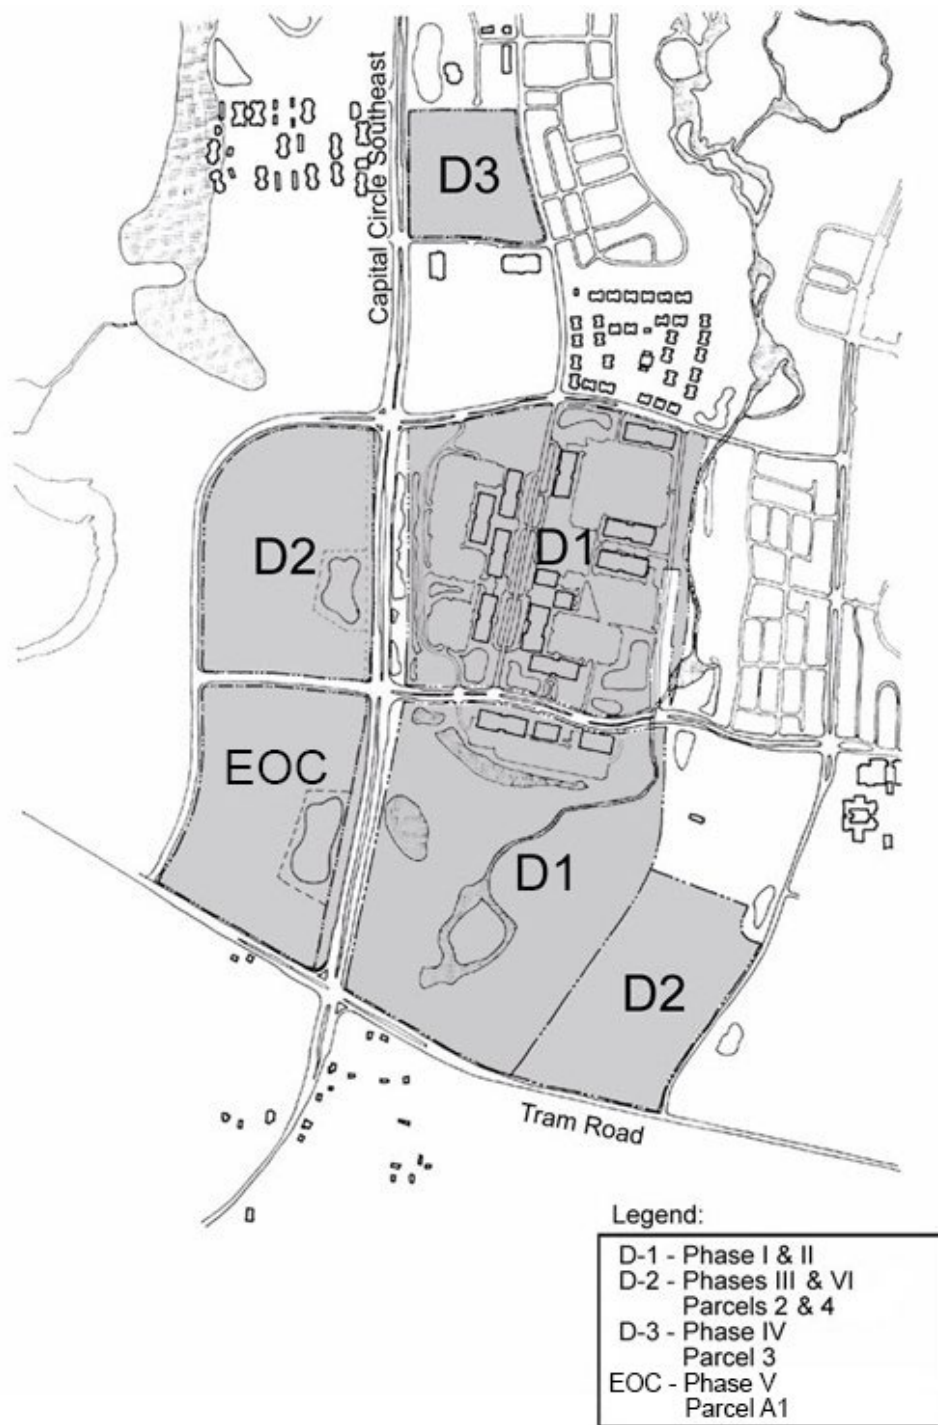 Capital Circle Southeast
D3
D2
D1
EOC
D1
D2
Tram Road
Legend:
D-1 - Phase I & II
D-2 - Phases III & VI
Parcels 2 & 4
D-3 - Phase IV
Parcel 3
EOC - Phase V
Parcel A1